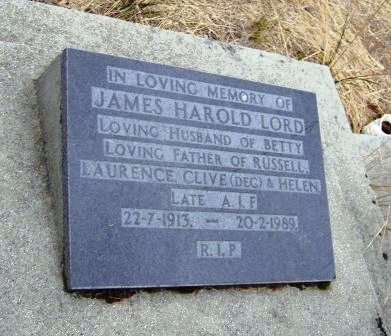 IN LOVING MEMORY OF
JAMES HAROLD LORD
LOVING HUSBAND OF BETTY
LOVING FATHER OF RUSSELL,
LAURENCE, CLIVE (DEC) & HELEN.
LATE A.I.F
22-7-1913. — 20-2-1989.
R.I.P